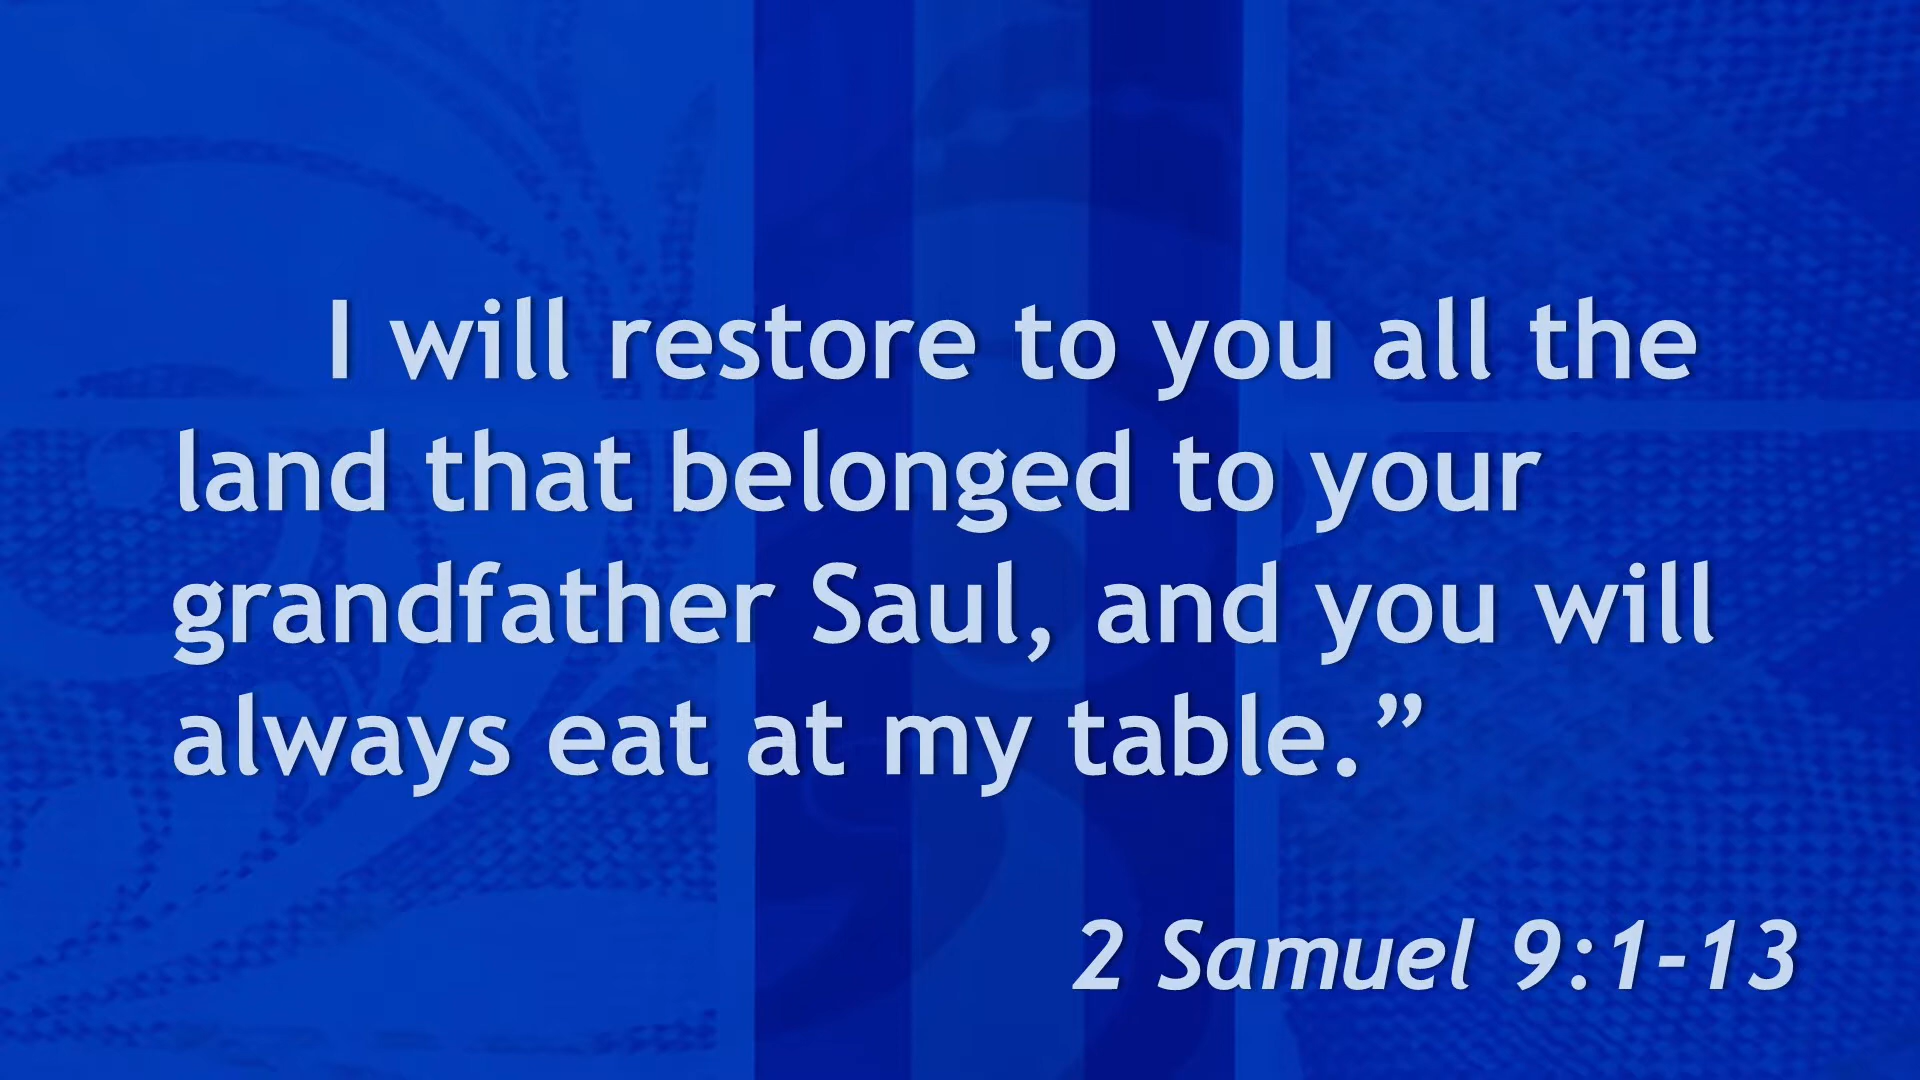 I will restore to you all the
land that belonged to your
grandfather Saul, and you will
always eat at my table.”
2 Samuel 9:1-13